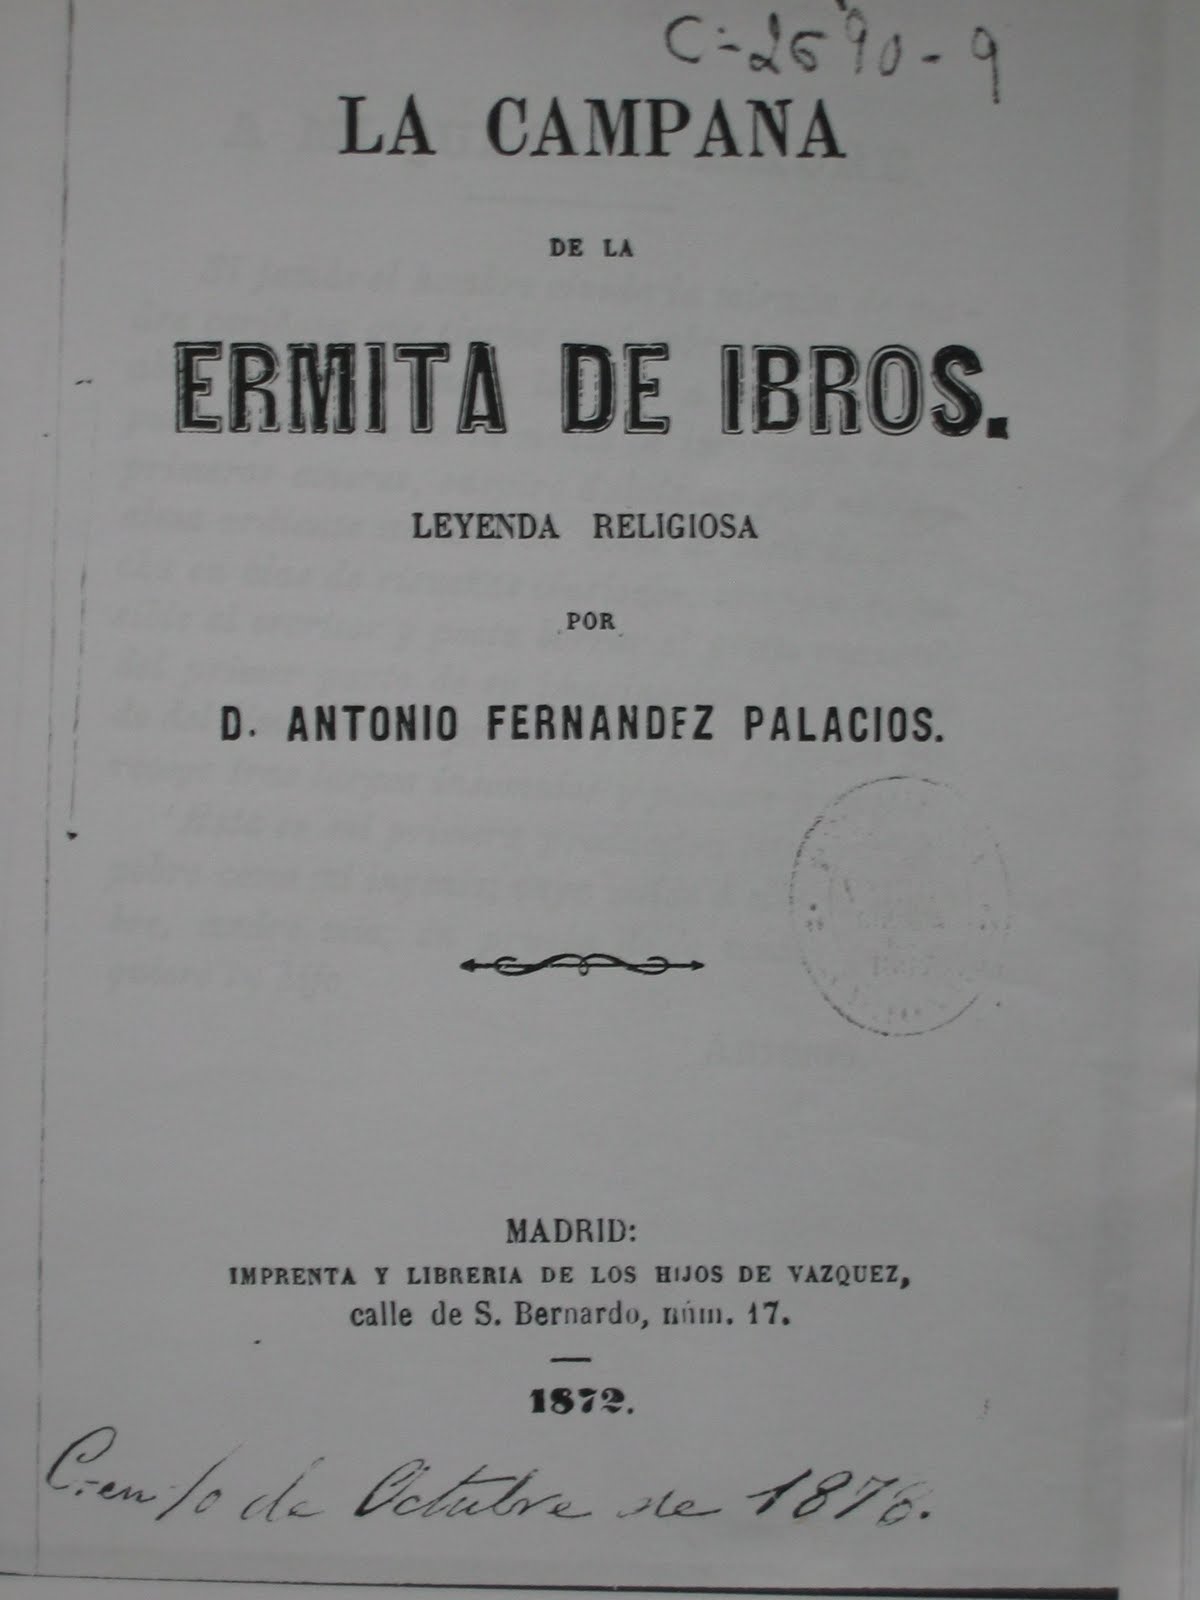 C-2690-9
LA CAMPANA
DE LA
ERMITA DE IBROS.
LEYENDA RELIGIOSA
POR
D. ANTONIO FERNANDEZ PALACIOS.
MADRID:
IMPRENTA Y LIBRERIA DE LOS HIJOS DE VAZQUEZ,
calle de S. Bernardo, núm. 17.
1872.
de Octubre de 1878.